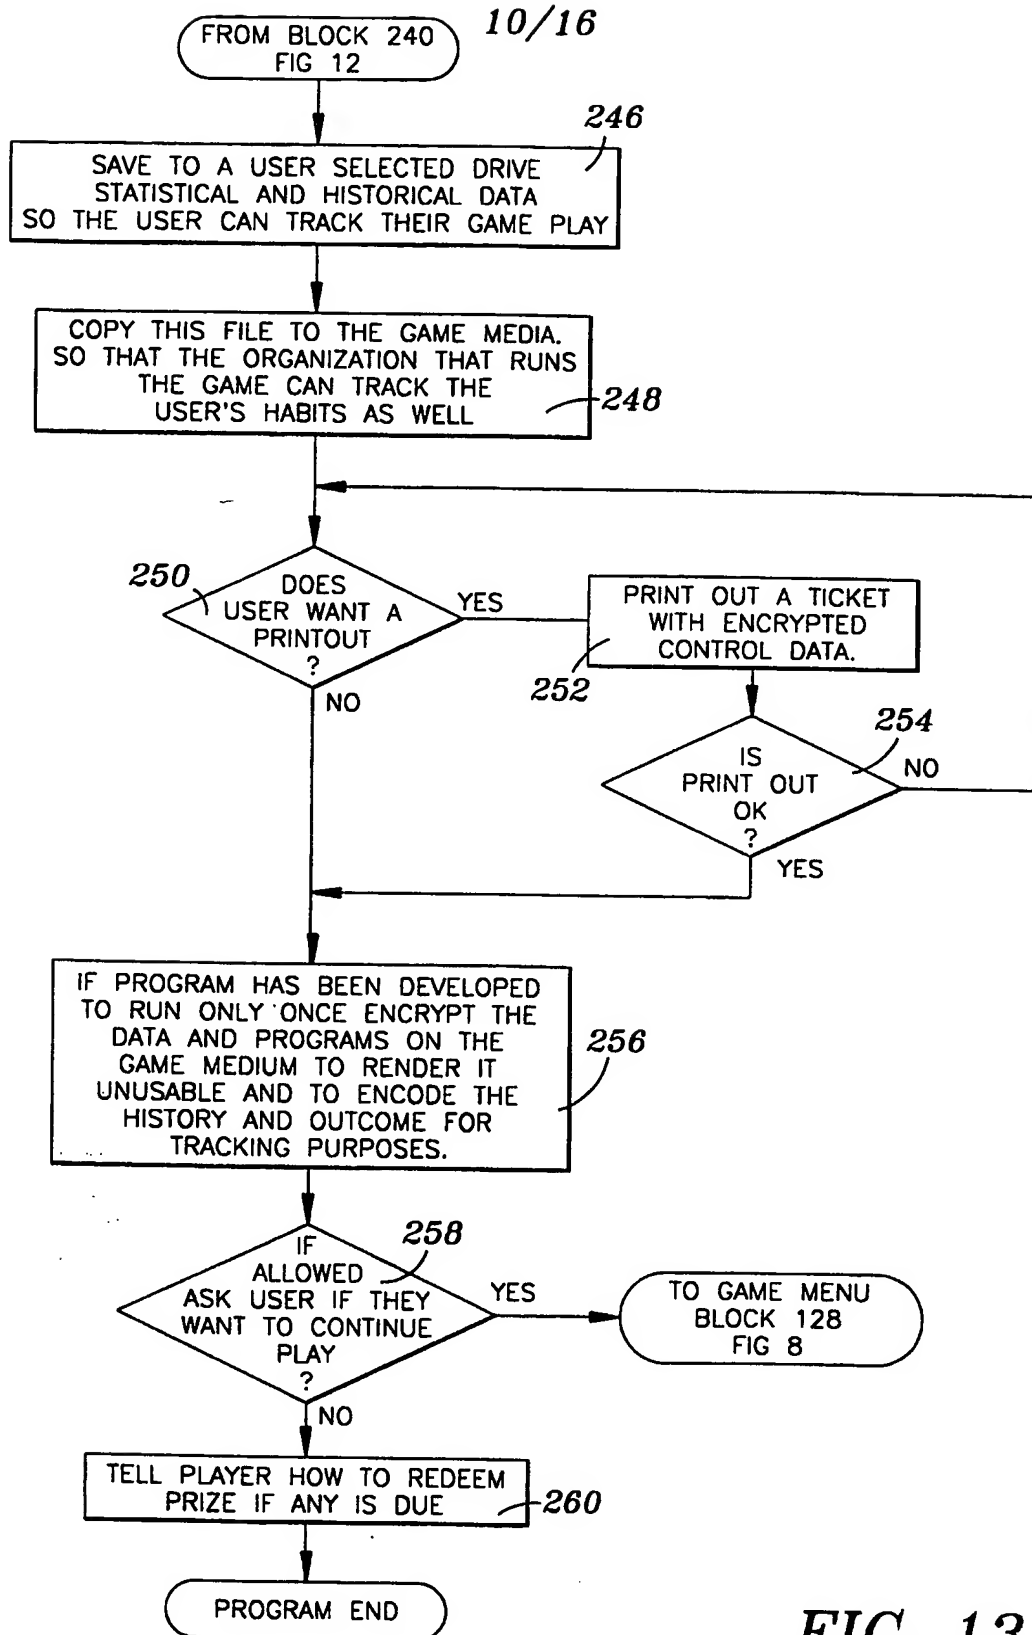 10/16
FROM BLOCK 240
FIG 12
246
SAVE TO A USER SELECTED DRIVE
STATISTICAL AND HISTORICAL DATA
SO THE USER CAN TRACK THEIR GAME PLAY
COPY THIS FILE TO THE GAME MEDIA.
SO THAT THE ORGANIZATION THAT RUNS
THE GAME CAN TRACK THE
USER'S HABITS AS WELL
248
250
DOES
USER WANT A
PRINTOUT
?
YES
NO
PRINT OUT A TICKET
WITH ENCRYPTED
CONTROL DATA.
252
254
IS
PRINT OUT
OK
?
NO
YES
IF PROGRAM HAS BEEN DEVELOPED
TO RUN ONLY ONCE ENCRYPT THE
DATA AND PROGRAMS ON THE
GAME MEDIUM TO RENDER IT
UNUSABLE AND TO ENCODE THE
HISTORY AND OUTCOME FOR
TRACKING PURPOSES.
256
258
IF
ALLOWED
ASK USER IF THEY
WANT TO CONTINUE
PLAY
?
YES
NO
TO GAME MENU
BLOCK 128
FIG 8
TELL PLAYER HOW TO REDEEM
PRIZE IF ANY IS DUE
260
PROGRAM END
FIG. 13